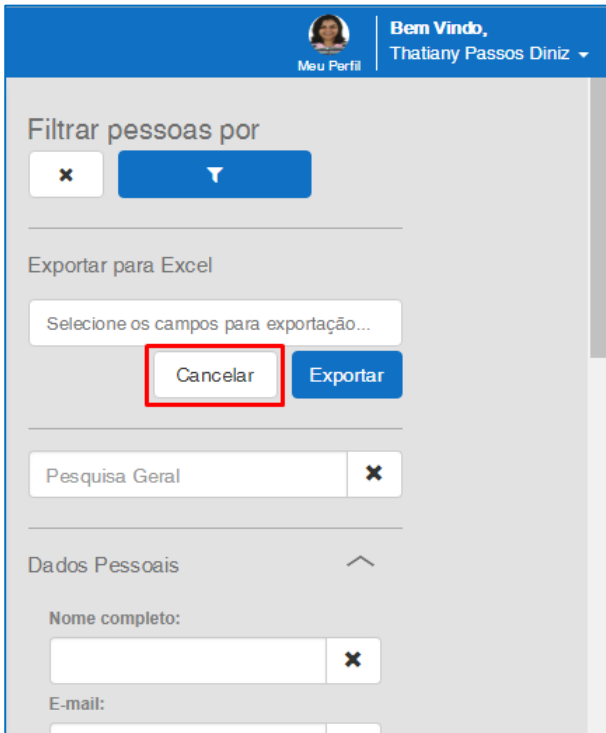 Bem Vindo,
Meu Perfil
Thatiany Passos Diniz
Filtrar pessoas por
Exportar para Excel
Selecione os campos para exportação...
Cancelar
Exportar
Pesquisa Geral
Dados Pessoais
Nome completo:
E-mail: